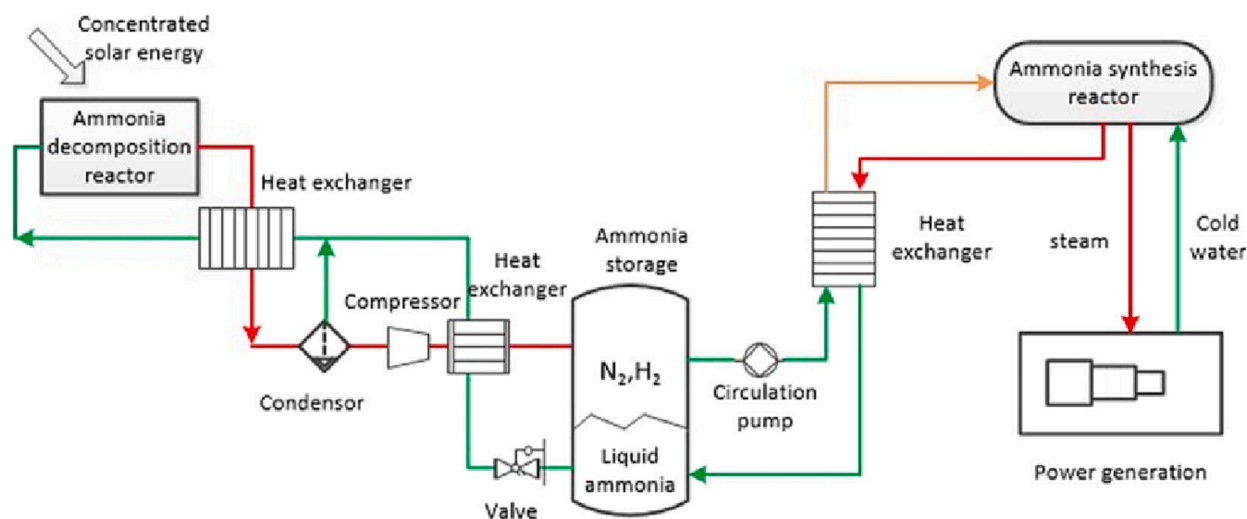 Concentrated
solar energy
Ammonia
decomposition
reactor
Heat exchanger
Condensor
Compressor
Heat
exchanger
Valve
Ammonia
storage
N₂,H₂
Liquid
ammonia
Circulation
pump
Heat
exchanger
Ammonia synthesis
reactor
steam
Cold
water
Power generation